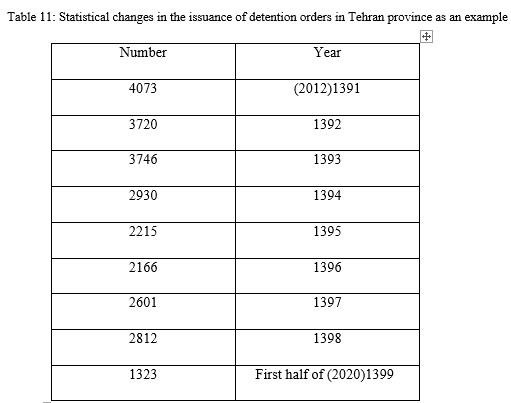 Table 11: Statistical changes in the issuance of detention orders in Tehran province as an example
Number Year
4073 (2012)1391
3720 1392
3746 1393
2930 1394
2215 1395
2166 1396
2601 1397
2812 1398
1323 First half of (2020)1399